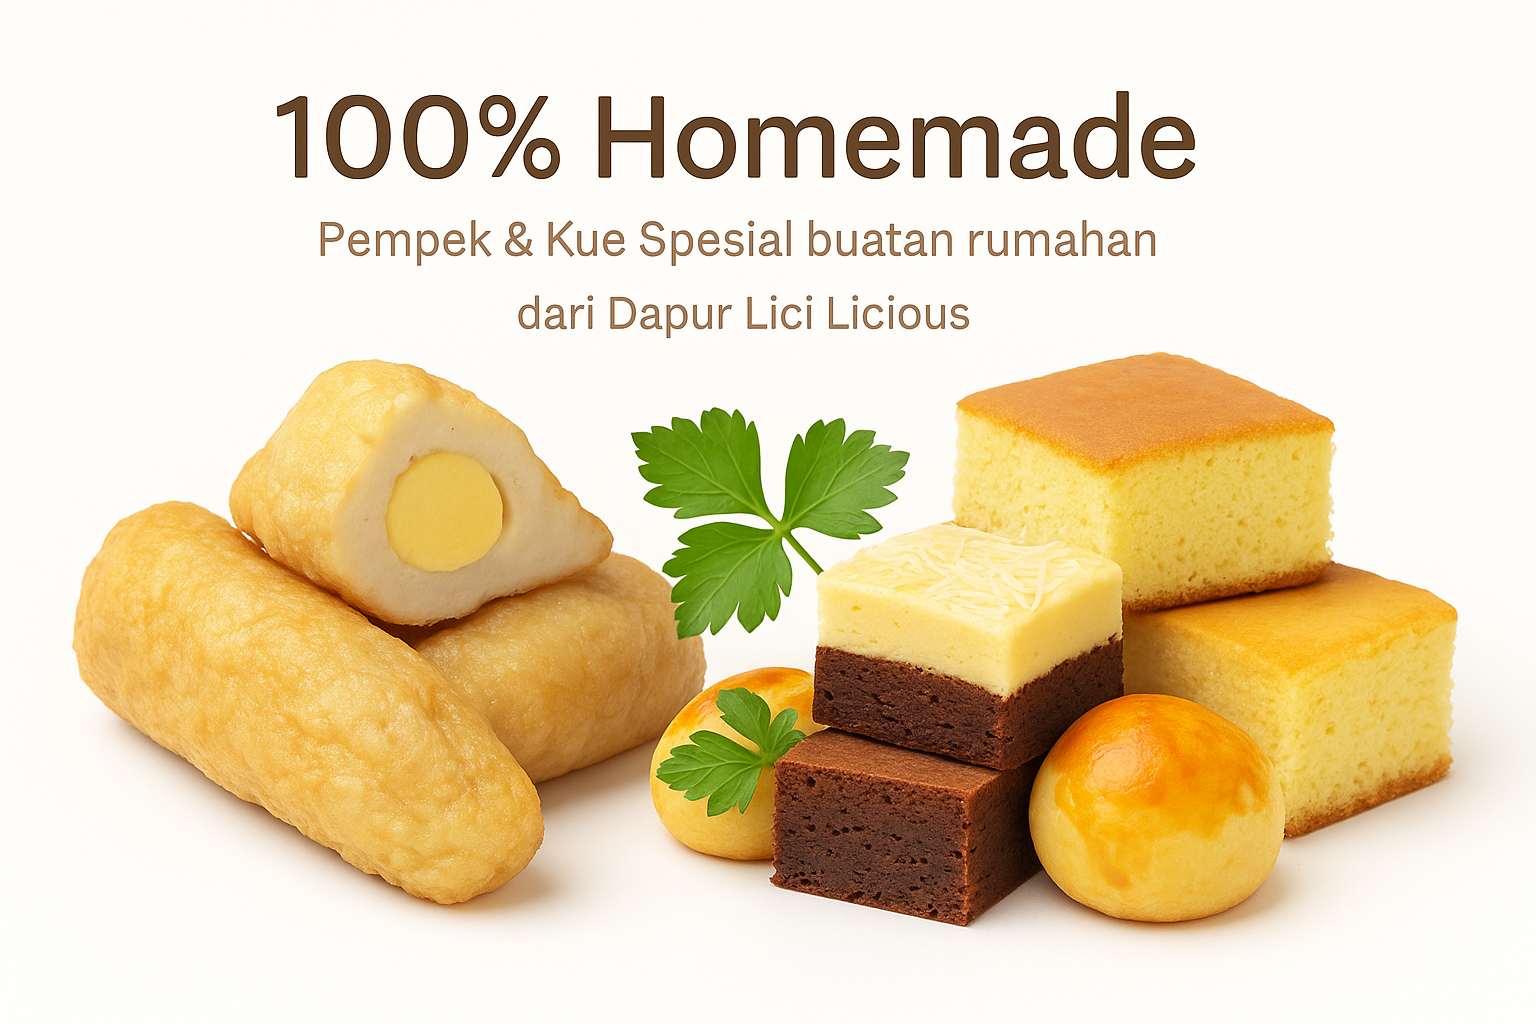 100% Homemade
Pempek & Kue Spesial buatan rumahan
dari Dapur Lici Licious